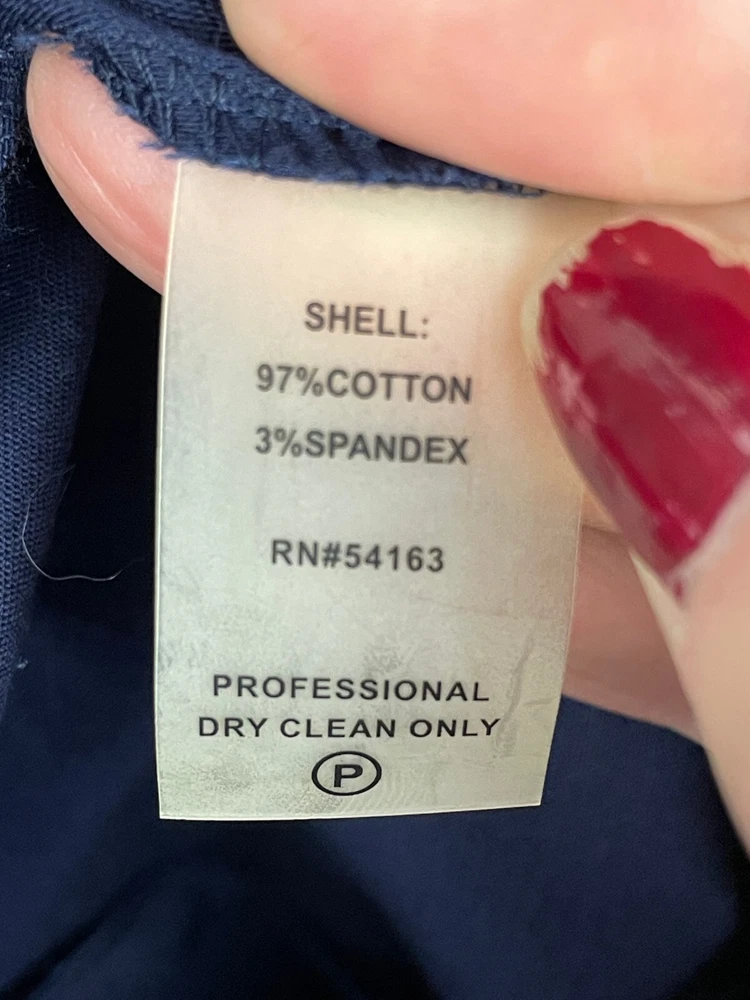 SHELL:
97%COTTON
3%SPANDEX
RN#54163
PROFESSIONAL
DRY CLEAN ONLY
P